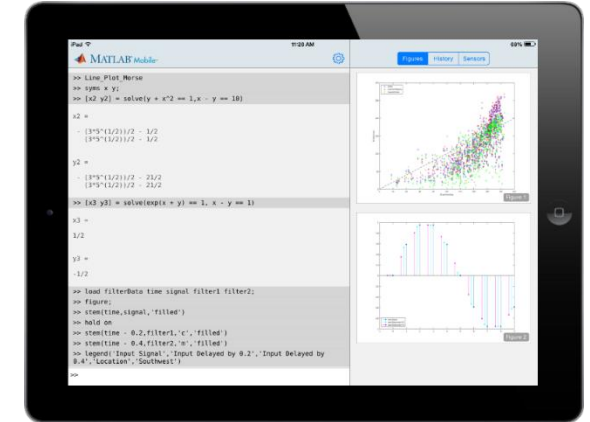 iPad
11:20 AM
69%
MATLAB Mobile
Figures History Sensors
>> Line_Plot_Merse
>> syms x y;
>> [x2 y2] = solve(y + x^2 == 1,x - y == 10)
x2 =
- (3*5^(1/2))/2 - 1/2
(3*5^(1/2))/2 - 1/2
y2 =
- (3*5^(1/2))/2 - 21/2
(3*5^(1/2))/2 - 21/2
>> [x3 y3] = solve(exp(x + y) == 1, x - y == 1)
x3 =
1/2
y3 =
-1/2
>> load filterData time signal filter1 filter2;
>> figure;
>> stem(time,signal,'filled')
>> hold on
>> stem(time - 0.2,filter1,'c','filled')
>> stem(time - 0.4,filter2,'m','filled')
>> legend('Input Signal','Input Delayed by 0.2','Input Delayed by
0.4','Location','Southwest')
>>
Figure 1
Figure 2